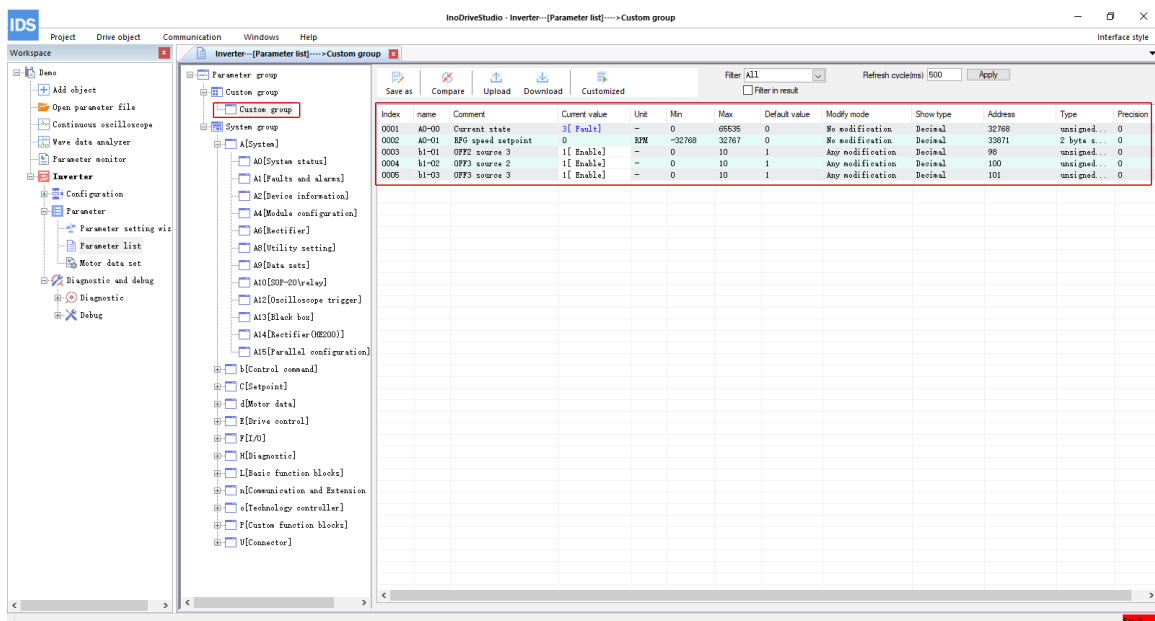 InoDriveStudio - Inverter---[Parameter list]---->Custom group
IDS
Project Drive object Communication Windows Help Interface style
Workspace
Inverter---[Parameter list]---->Custom group
Demo
Add object
Open parameter file
Continuous oscilloscope
Wave data analyzer
Parameter monitor
Inverter
Configuration
Parameter
Parameter setting wiz
Parameter list
Motor data set
Diagnostic and debug
Diagnostic
Debug
Parameter group
Custom group
Custom group
System group
A[System]
A0[System status]
A1[Faults and alarms]
A2[Device information]
A4[Module configuration]
A6[Rectifier]
A8[Utility setting]
A9[Data sets]
A10[SOP-20\relay]
A12[Oscilloscope trigger]
A13[Black box]
A14[Rectifier(HE200)]
A15[Parallel configuration]
b[Control command]
C[Setpoint]
d[Motor data]
E[Drive control]
F[I/O]
H[Diagnostic]
L[Basic function blocks]
n[Communication and Extension
o[Technology controller]
P[Custom function blocks]
U[Connector]
Save as Compare Upload Download Customized
Filter All Refresh cycle(ms) 500 Apply
Filter in result
Index name Comment Current value Unit Min Max Default value Modify mode Show type Address Type Precision
0001 A0-00 Current state 3[ Fault] - 0 65535 0 No modification Decimal 32768 unsigned... 0
0002 A0-01 RFG speed setpoint 0 RPM -32768 32767 0 No modification Decimal 33871 2 byte s... 0
0003 b1-01 OFF2 source 3 1[ Enable] - 0 10 1 Any modification Decimal 98 unsigned... 0
0004 b1-02 OFF3 source 2 1[ Enable] - 0 10 1 Any modification Decimal 100 unsigned... 0
0005 b1-03 OFF3 source 3 1[ Enable] - 0 10 1 Any modification Decimal 101 unsigned... 0